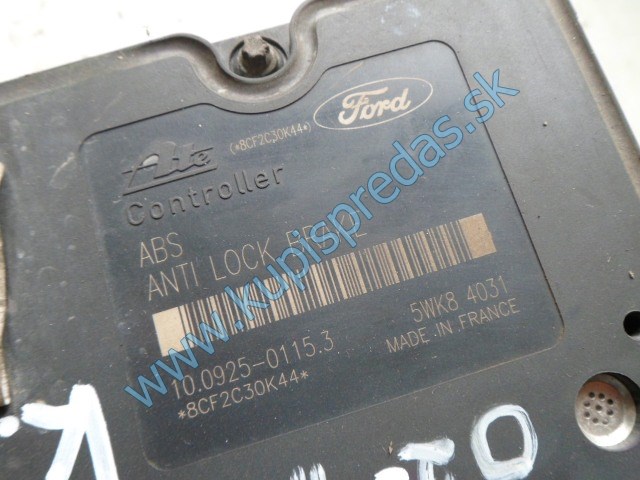 Ford
(*8CF2C30K44*)
Ate
Controller
ABS
ANTI LOCK BRAKE
5WK8 4031
MADE IN FRANCE
10.0925-0115.3
*8CF2C30K44*
www.kupispredas.sk